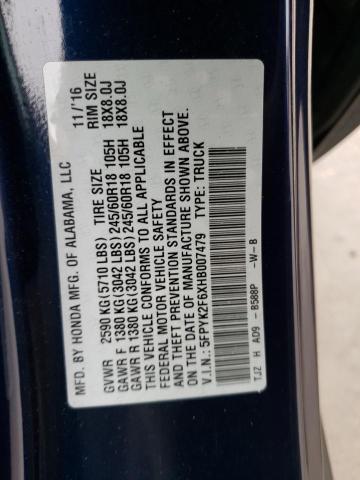 MFD. BY HONDA MFG. OF ALABAMA, LLC 11/'16
TIRE SIZE RIM SIZE
GVWR 2590 KG(5710 LBS)
GAWR F 1380 KG(3042 LBS)245/60R18 105H 18X8.0J
GAWR R 1380 KG(3042 LBS)245/60R18 105H 18X8.0J
THIS VEHICLE CONFORMS TO ALL APPLICABLE
FEDERAL MOTOR VEHICLE SAFETY
AND THEFT PREVENTION STANDARDS IN EFFECT
ON THE DATE OF MANUFACTURE SHOWN ABOVE.
V.I.N.: 5FPYK2F6XHB007479 TYPE: TRUCK
TJZ H AD9 - B588P -W-B